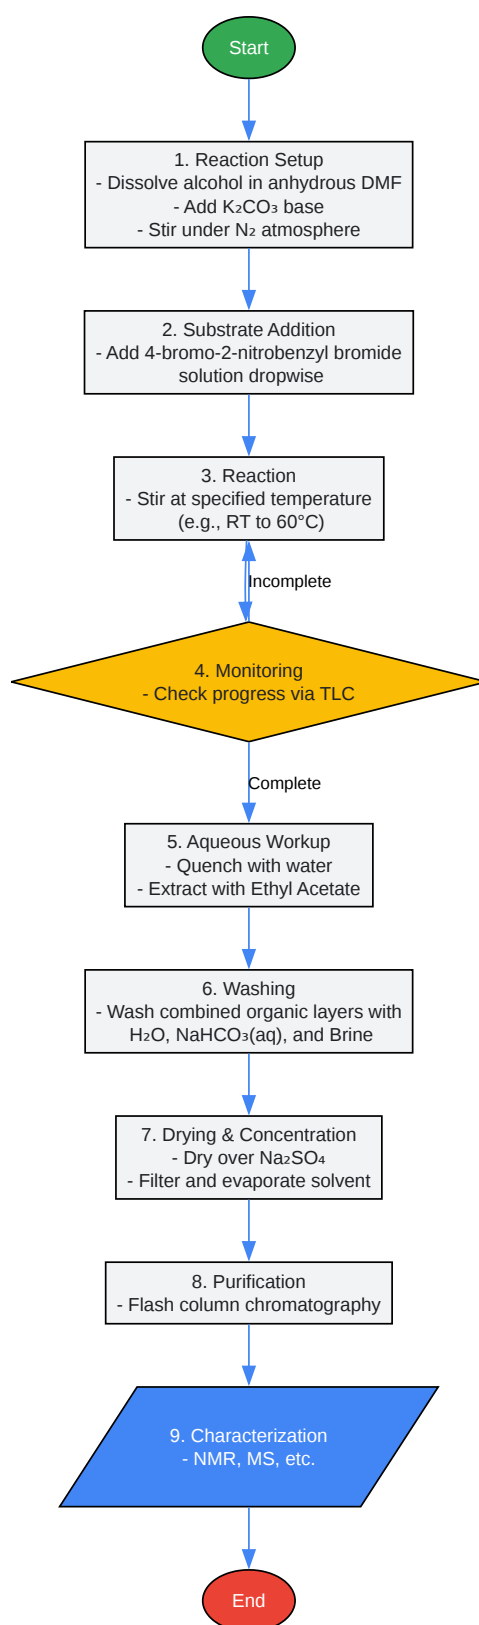 Start
1. Reaction Setup
- Dissolve alcohol in anhydrous DMF
- Add K₂CO₃ base
- Stir under N₂ atmosphere
2. Substrate Addition
- Add 4-bromo-2-nitrobenzyl bromide
solution dropwise
3. Reaction
- Stir at specified temperature
(e.g., RT to 60°C)
Incomplete
4. Monitoring
- Check progress via TLC
Complete
5. Aqueous Workup
- Quench with water
- Extract with Ethyl Acetate
6. Washing
- Wash combined organic layers with
H₂O, NaHCO₃(aq), and Brine
7. Drying & Concentration
- Dry over Na₂SO₄
- Filter and evaporate solvent
8. Purification
- Flash column chromatography
9. Characterization
- NMR, MS, etc.
End